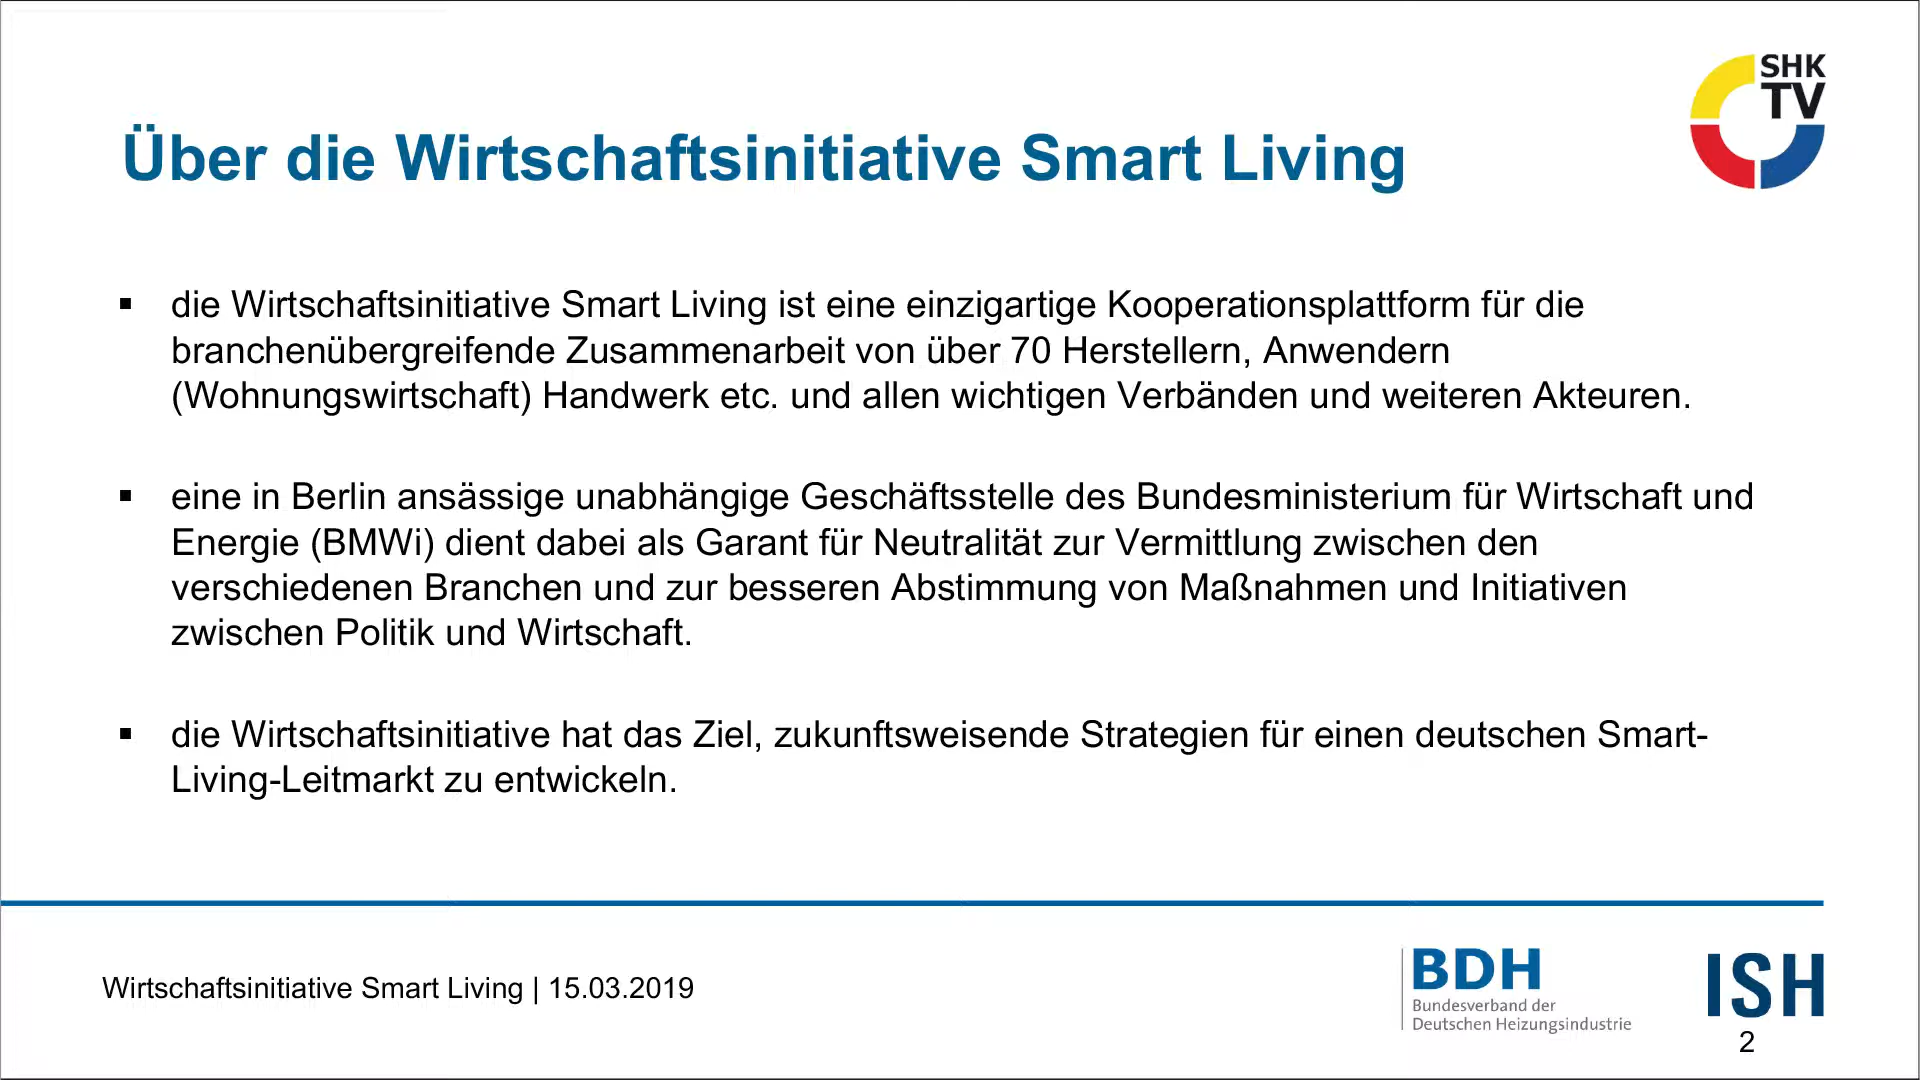 SHK
TV
Über die Wirtschaftsinitiative Smart Living
▪ die Wirtschaftsinitiative Smart Living ist eine einzigartige Kooperationsplattform für die
branchenübergreifende Zusammenarbeit von über 70 Herstellern, Anwendern
(Wohnungswirtschaft) Handwerk etc. und allen wichtigen Verbänden und weiteren Akteuren.
▪ eine in Berlin ansässige unabhängige Geschäftsstelle des Bundesministerium für Wirtschaft und
Energie (BMWi) dient dabei als Garant für Neutralität zur Vermittlung zwischen den
verschiedenen Branchen und zur besseren Abstimmung von Maßnahmen und Initiativen
zwischen Politik und Wirtschaft.
▪ die Wirtschaftsinitiative hat das Ziel, zukunftsweisende Strategien für einen deutschen Smart-
Living-Leitmarkt zu entwickeln.
Wirtschaftsinitiative Smart Living | 15.03.2019
BDH
Bundesverband der
Deutschen Heizungsindustrie
ISH
2